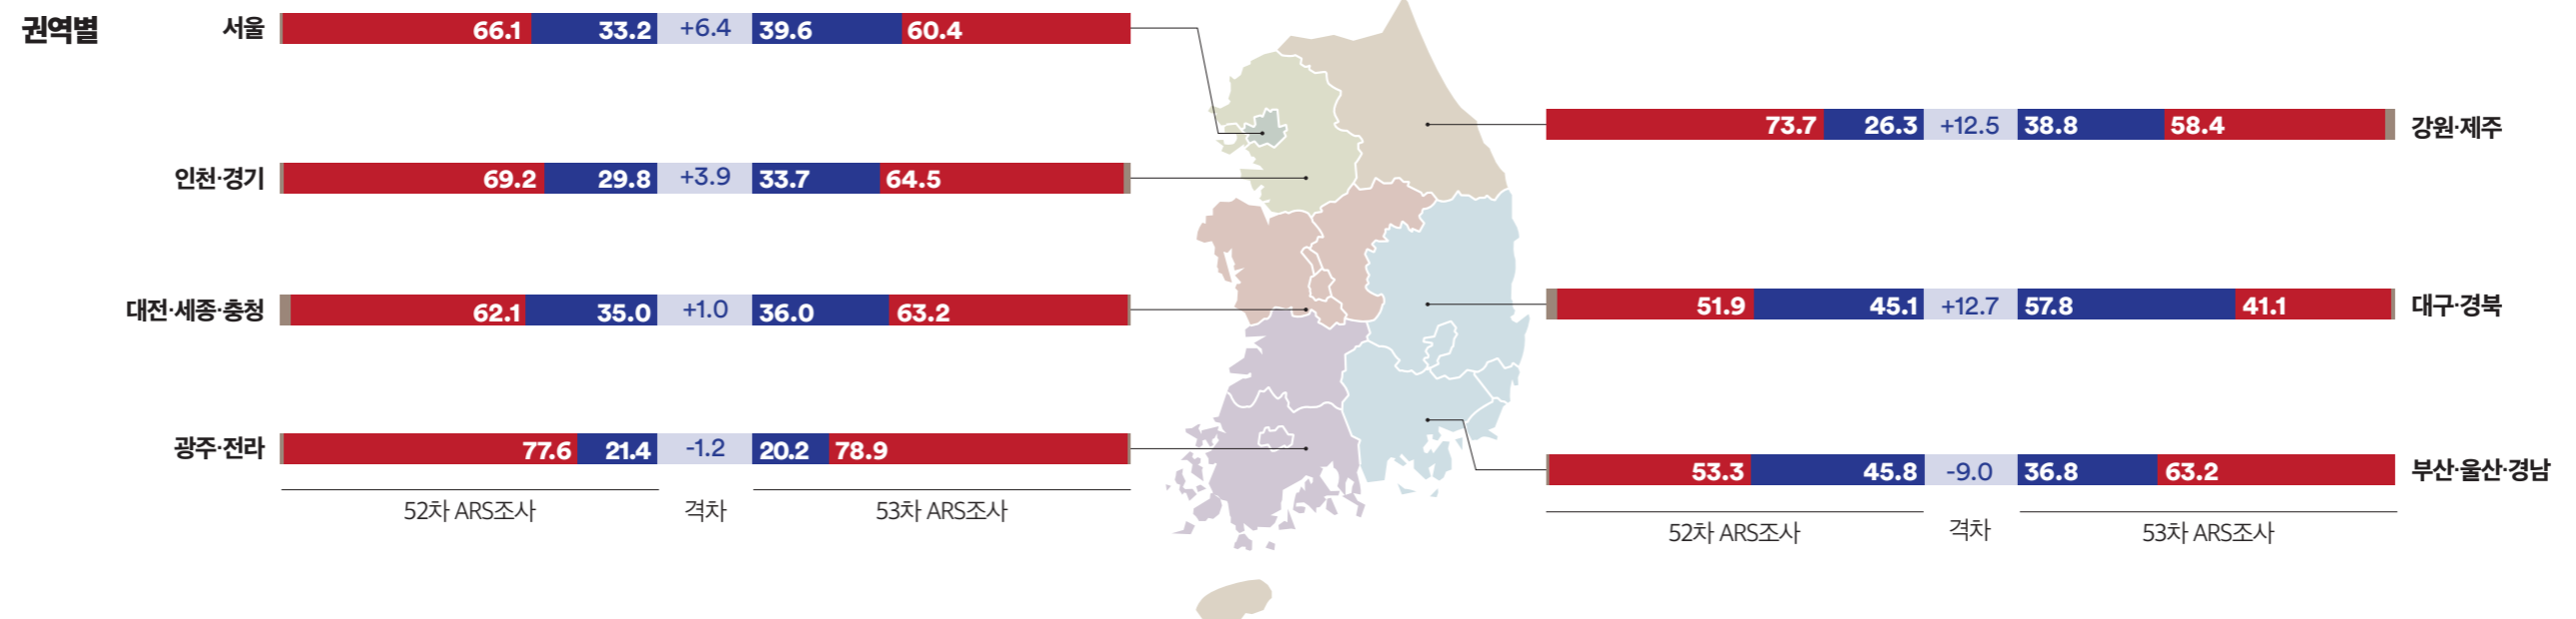 권역별
서울 66.1 33.2 +6.4 39.6 60.4
인천·경기 69.2 29.8 +3.9 33.7 64.5
대전·세종·충청 62.1 35.0 +1.0 36.0 63.2
광주·전라 77.6 21.4 -1.2 20.2 78.9
52차 ARS조사 격차 53차 ARS조사
73.7 26.3 +12.5 38.8 58.4 강원·제주
51.9 45.1 +12.7 57.8 41.1 대구·경북
53.3 45.8 -9.0 36.8 63.2 부산·울산·경남
52차 ARS조사 격차 53차 ARS조사